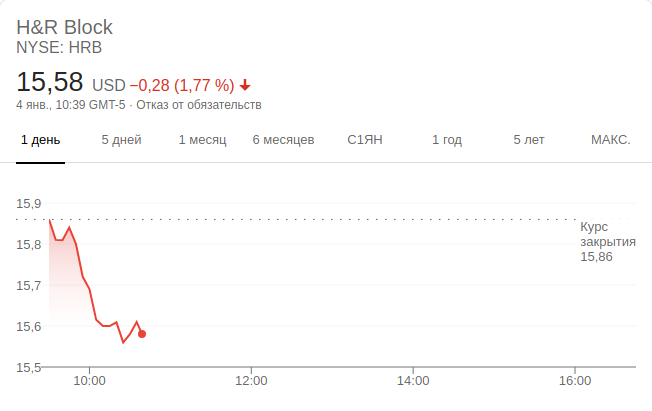 H&R Block
NYSE: HRB
15,58 USD −0,28 (1,77 %)
4 янв., 10:39 GMT-5 · Отказ от обязательств
1 день 5 дней 1 месяц 6 месяцев С1ЯН 1 год 5 лет МАКС.
15,9
Курс
закрытия
15,86
15,8
15,7
15,6
15,5
10:00 12:00 14:00 16:00